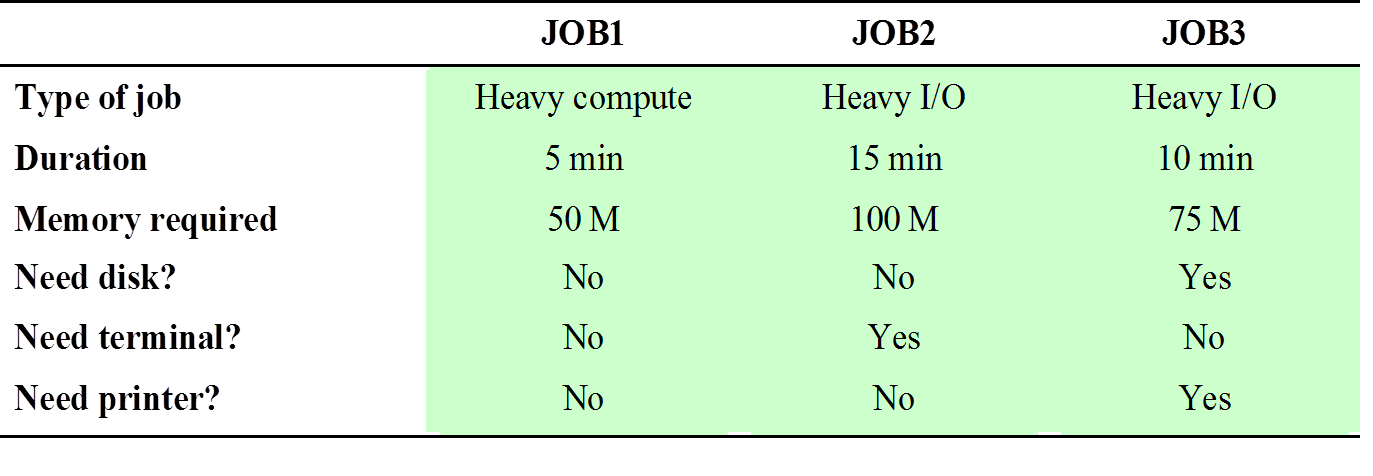 JOB1 JOB2 JOB3
Type of job Heavy compute Heavy I/O Heavy I/O
Duration 5 min 15 min 10 min
Memory required 50 M 100 M 75 M
Need disk? No No Yes
Need terminal? No Yes No
Need printer? No No Yes